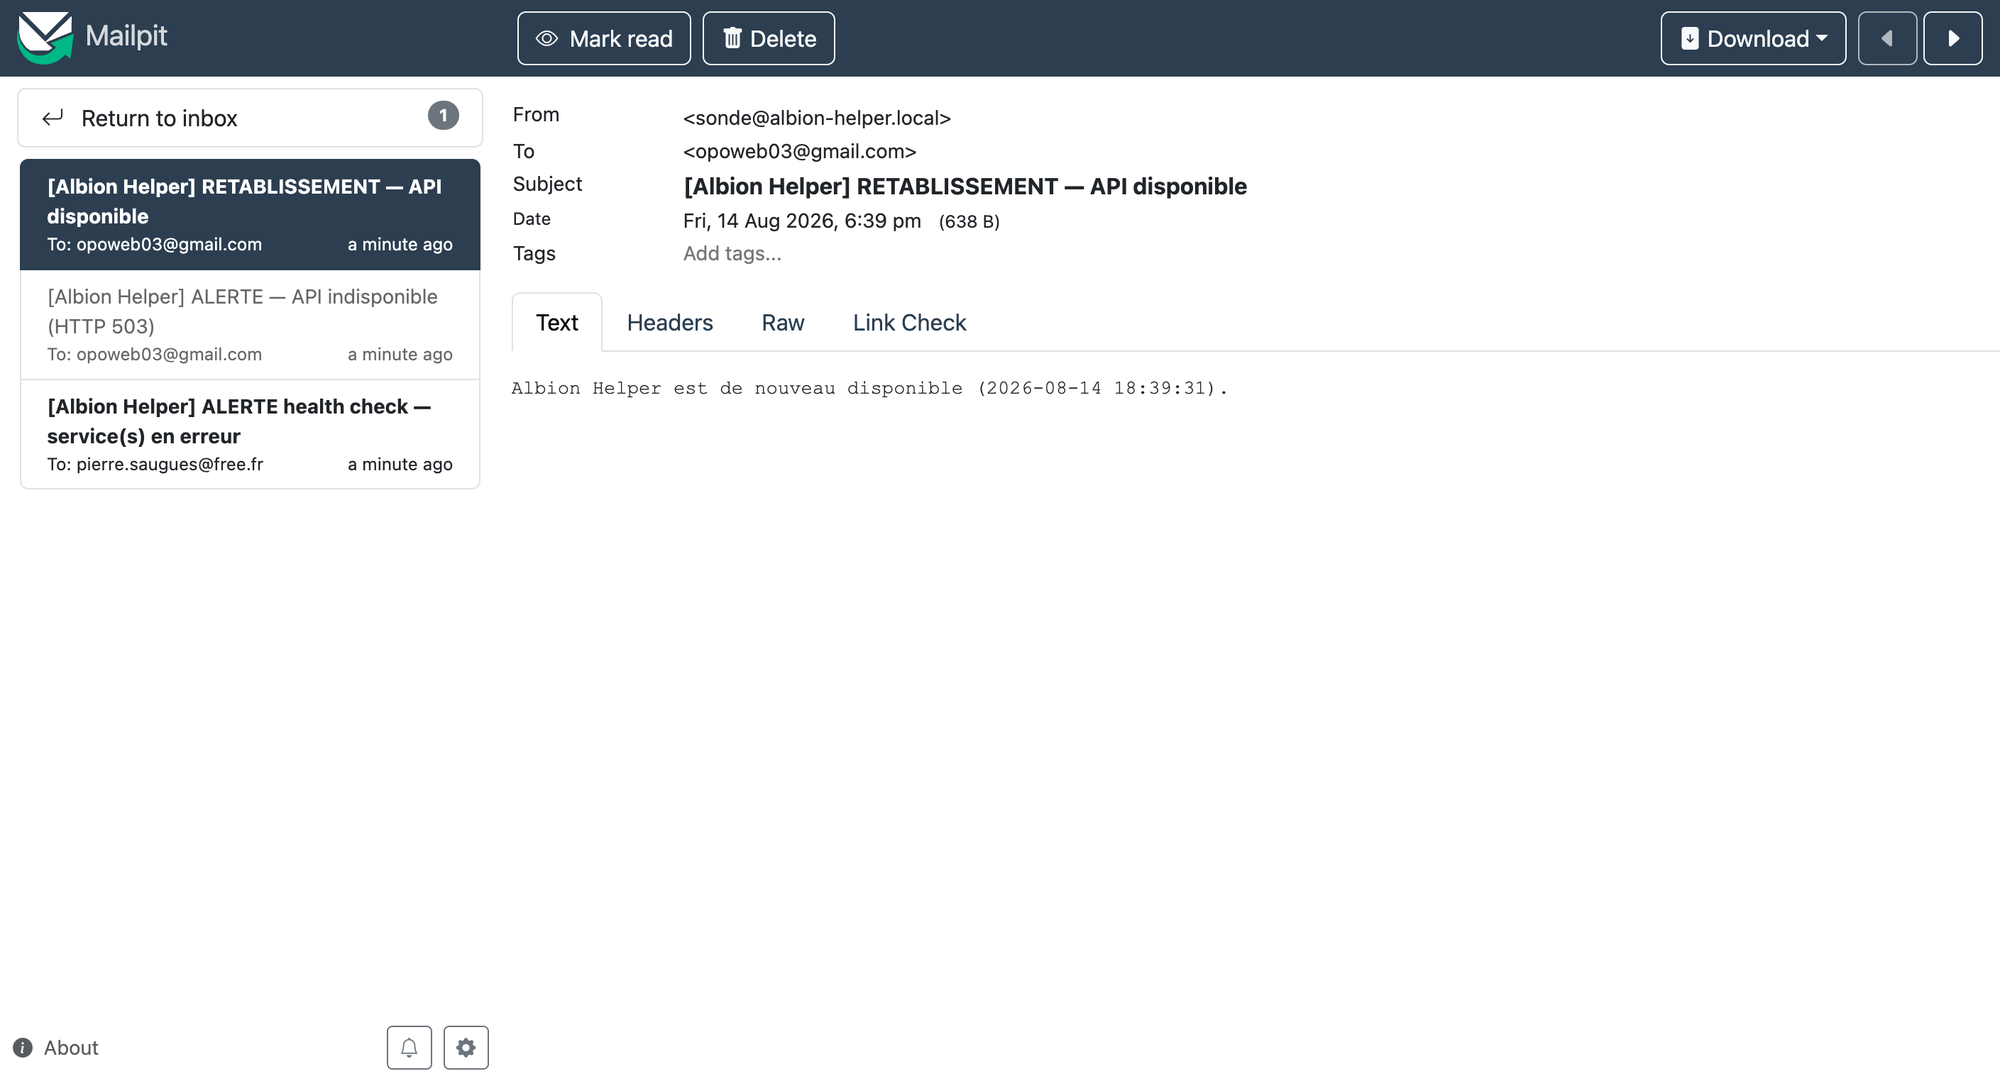 Mailpit
Mark read
Delete
Download
Return to inbox
1
[Albion Helper] RETABLISSEMENT — API
disponible
To: opoweb03@gmail.com a minute ago
[Albion Helper] ALERTE — API indisponible
(HTTP 503)
To: opoweb03@gmail.com a minute ago
[Albion Helper] ALERTE health check —
service(s) en erreur
To: pierre.saugues@free.fr a minute ago
From <sonde@albion-helper.local>
To <opoweb03@gmail.com>
Subject [Albion Helper] RETABLISSEMENT — API disponible
Date Fri, 14 Aug 2026, 6:39 pm (638 B)
Tags Add tags...
Text Headers Raw Link Check
Albion Helper est de nouveau disponible (2026-08-14 18:39:31).
About